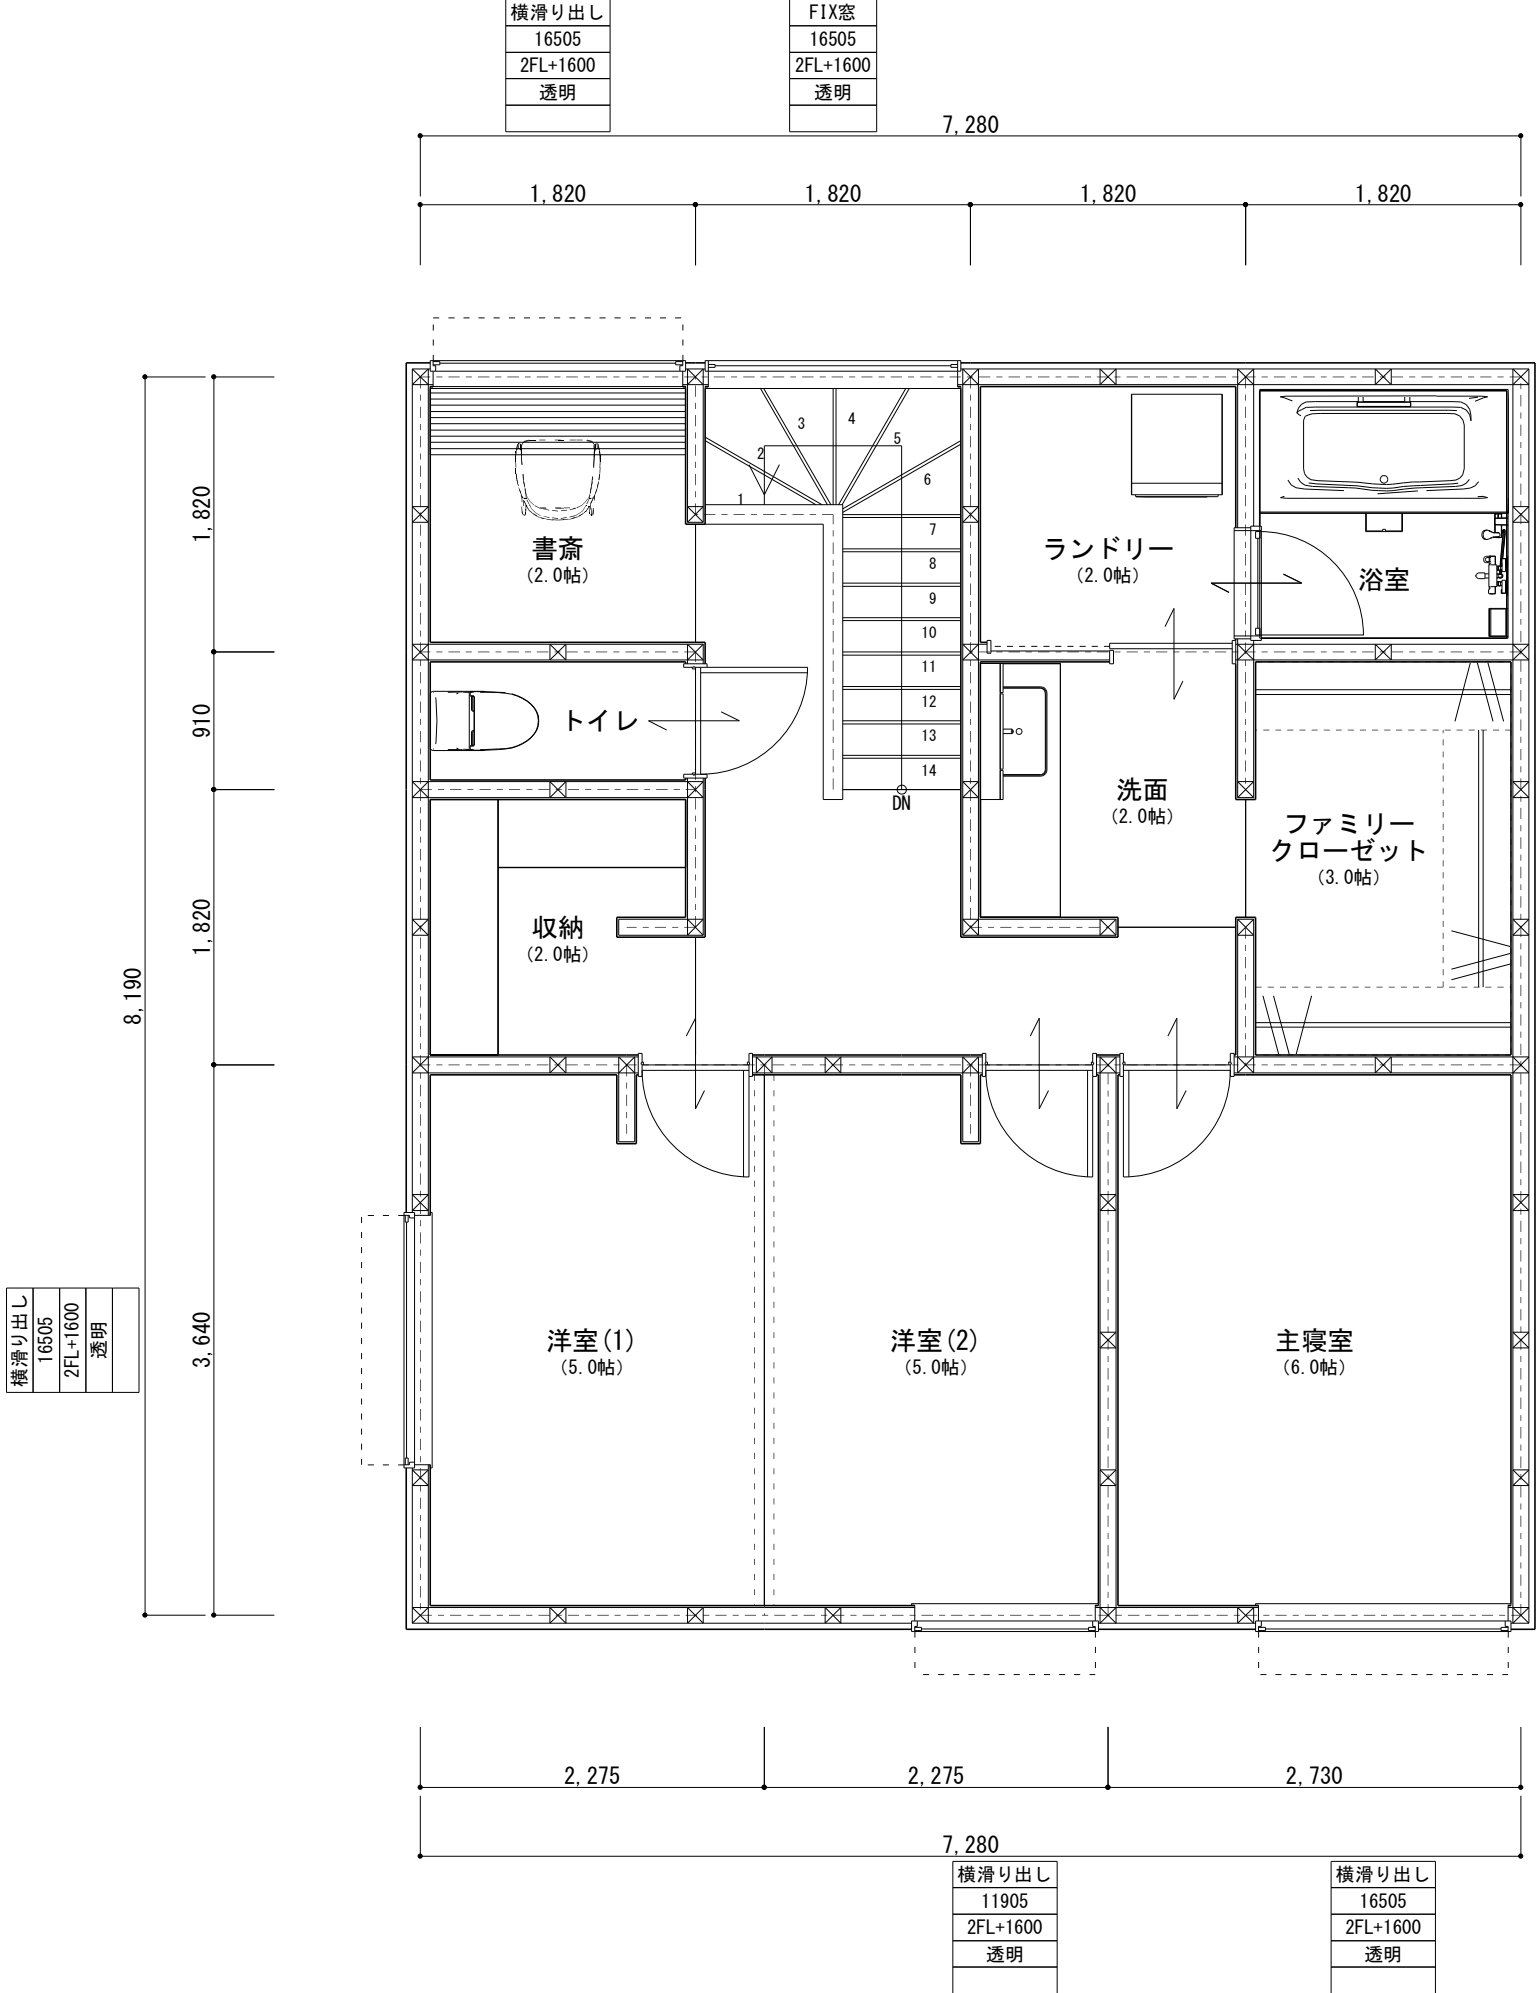 横滑り出し
16505
2FL+1600
透明
FIX窓
16505
2FL+1600
透明
7,280
1,820
1,820
1,820
1,820
1
2
3
4
5
6
7
8
9
10
11
12
13
14
DN
書斎
(2.0帖)
ランドリー
(2.0帖)
浴室
トイレ
洗面
(2.0帖)
ファミリー
クローゼット
(3.0帖)
収納
(2.0帖)
1,820
910
1,820
8,190
3,640
横滑り出し
16505
2FL+1600
透明
洋室(1)
(5.0帖)
洋室(2)
(5.0帖)
主寝室
(6.0帖)
2,275
2,275
2,730
7,280
横滑り出し
11905
2FL+1600
透明
横滑り出し
16505
2FL+1600
透明